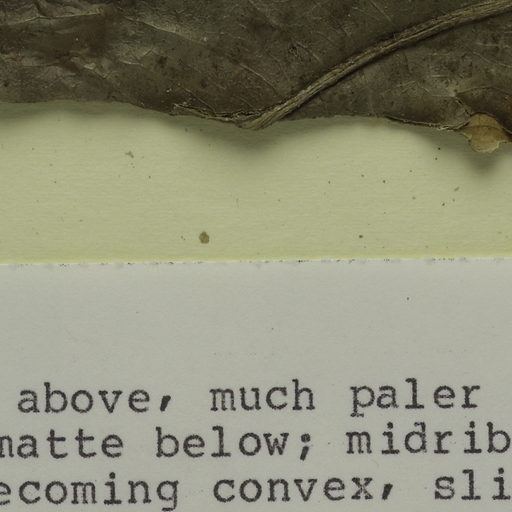 above, much paler
matte below; midrib
ecoming convex, sli